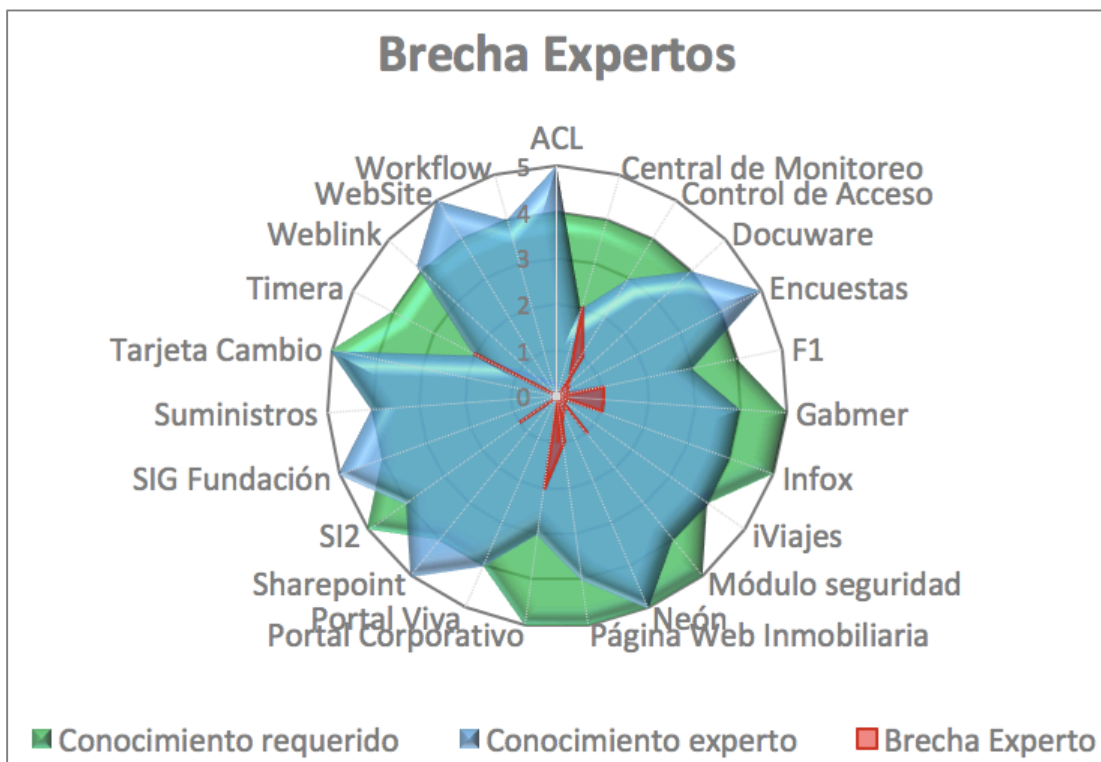 Brecha Expertos
ACL
Central de Monitoreo
Control de Acceso
Docuware
Encuestas
F1
Gabmer
Infox
iViajes
Módulo seguridad
Neón
Página Web Inmobiliaria
Portal Corporativo
Portal Viva
Sharepoint
SI2
SIG Fundación
Suministros
Tarjeta Cambio
Timera
Weblink
WebSite
Workflow
5
4
3
2
1
0
Conocimiento requerido
Conocimiento experto
Brecha Experto